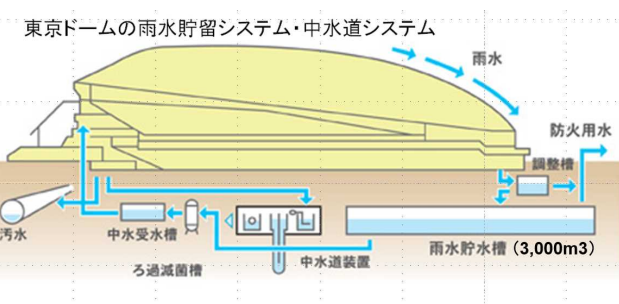 東京ドームの雨水貯留システム・中水道システム
雨水
防火用水
調整槽
汚水
中水受水槽
ろ過滅菌槽
中水道装置
雨水貯水槽 (3,000m3)